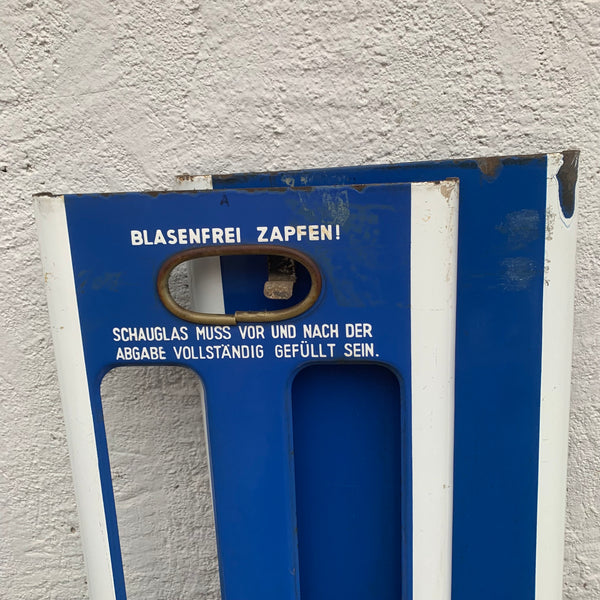 A
BLASENFREI ZAPFEN!
SCHAUGLAS MUSS VOR UND NACH DER
ABGABE VOLLSTÄNDIG GEFÜLLT SEIN.